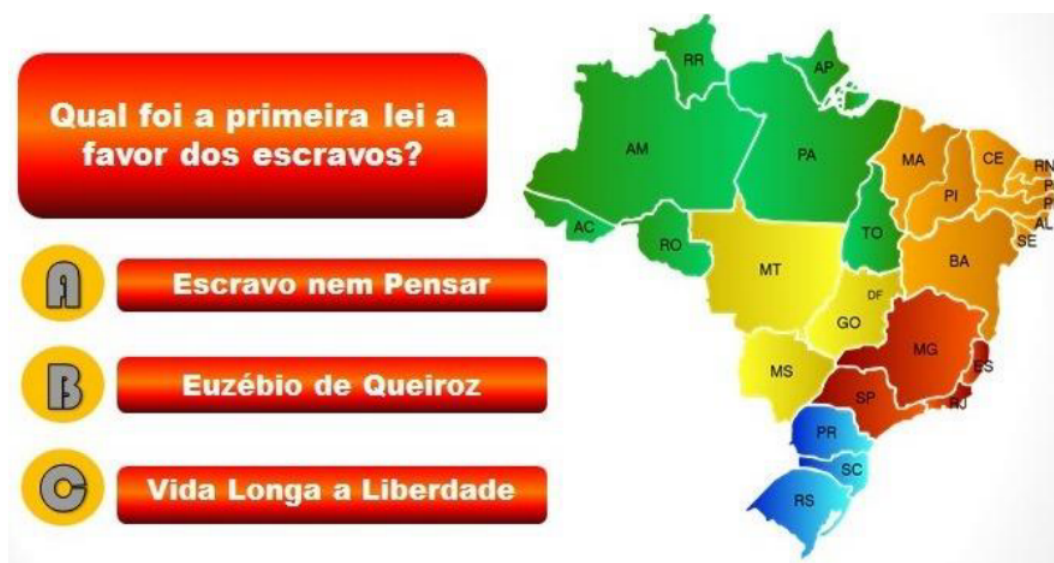 Qual foi a primeira lei a
favor dos escravos?
A
Escravo nem Pensar
B
Euzébio de Queiroz
C
Vida Longa a Liberdade
RR
AP
AM
PA
MA
CE
RN
PI
AL
AC
RO
TO
SE
BA
MT
DF
GO
MG
MS
ES
SP
RJ
PR
SC
RS